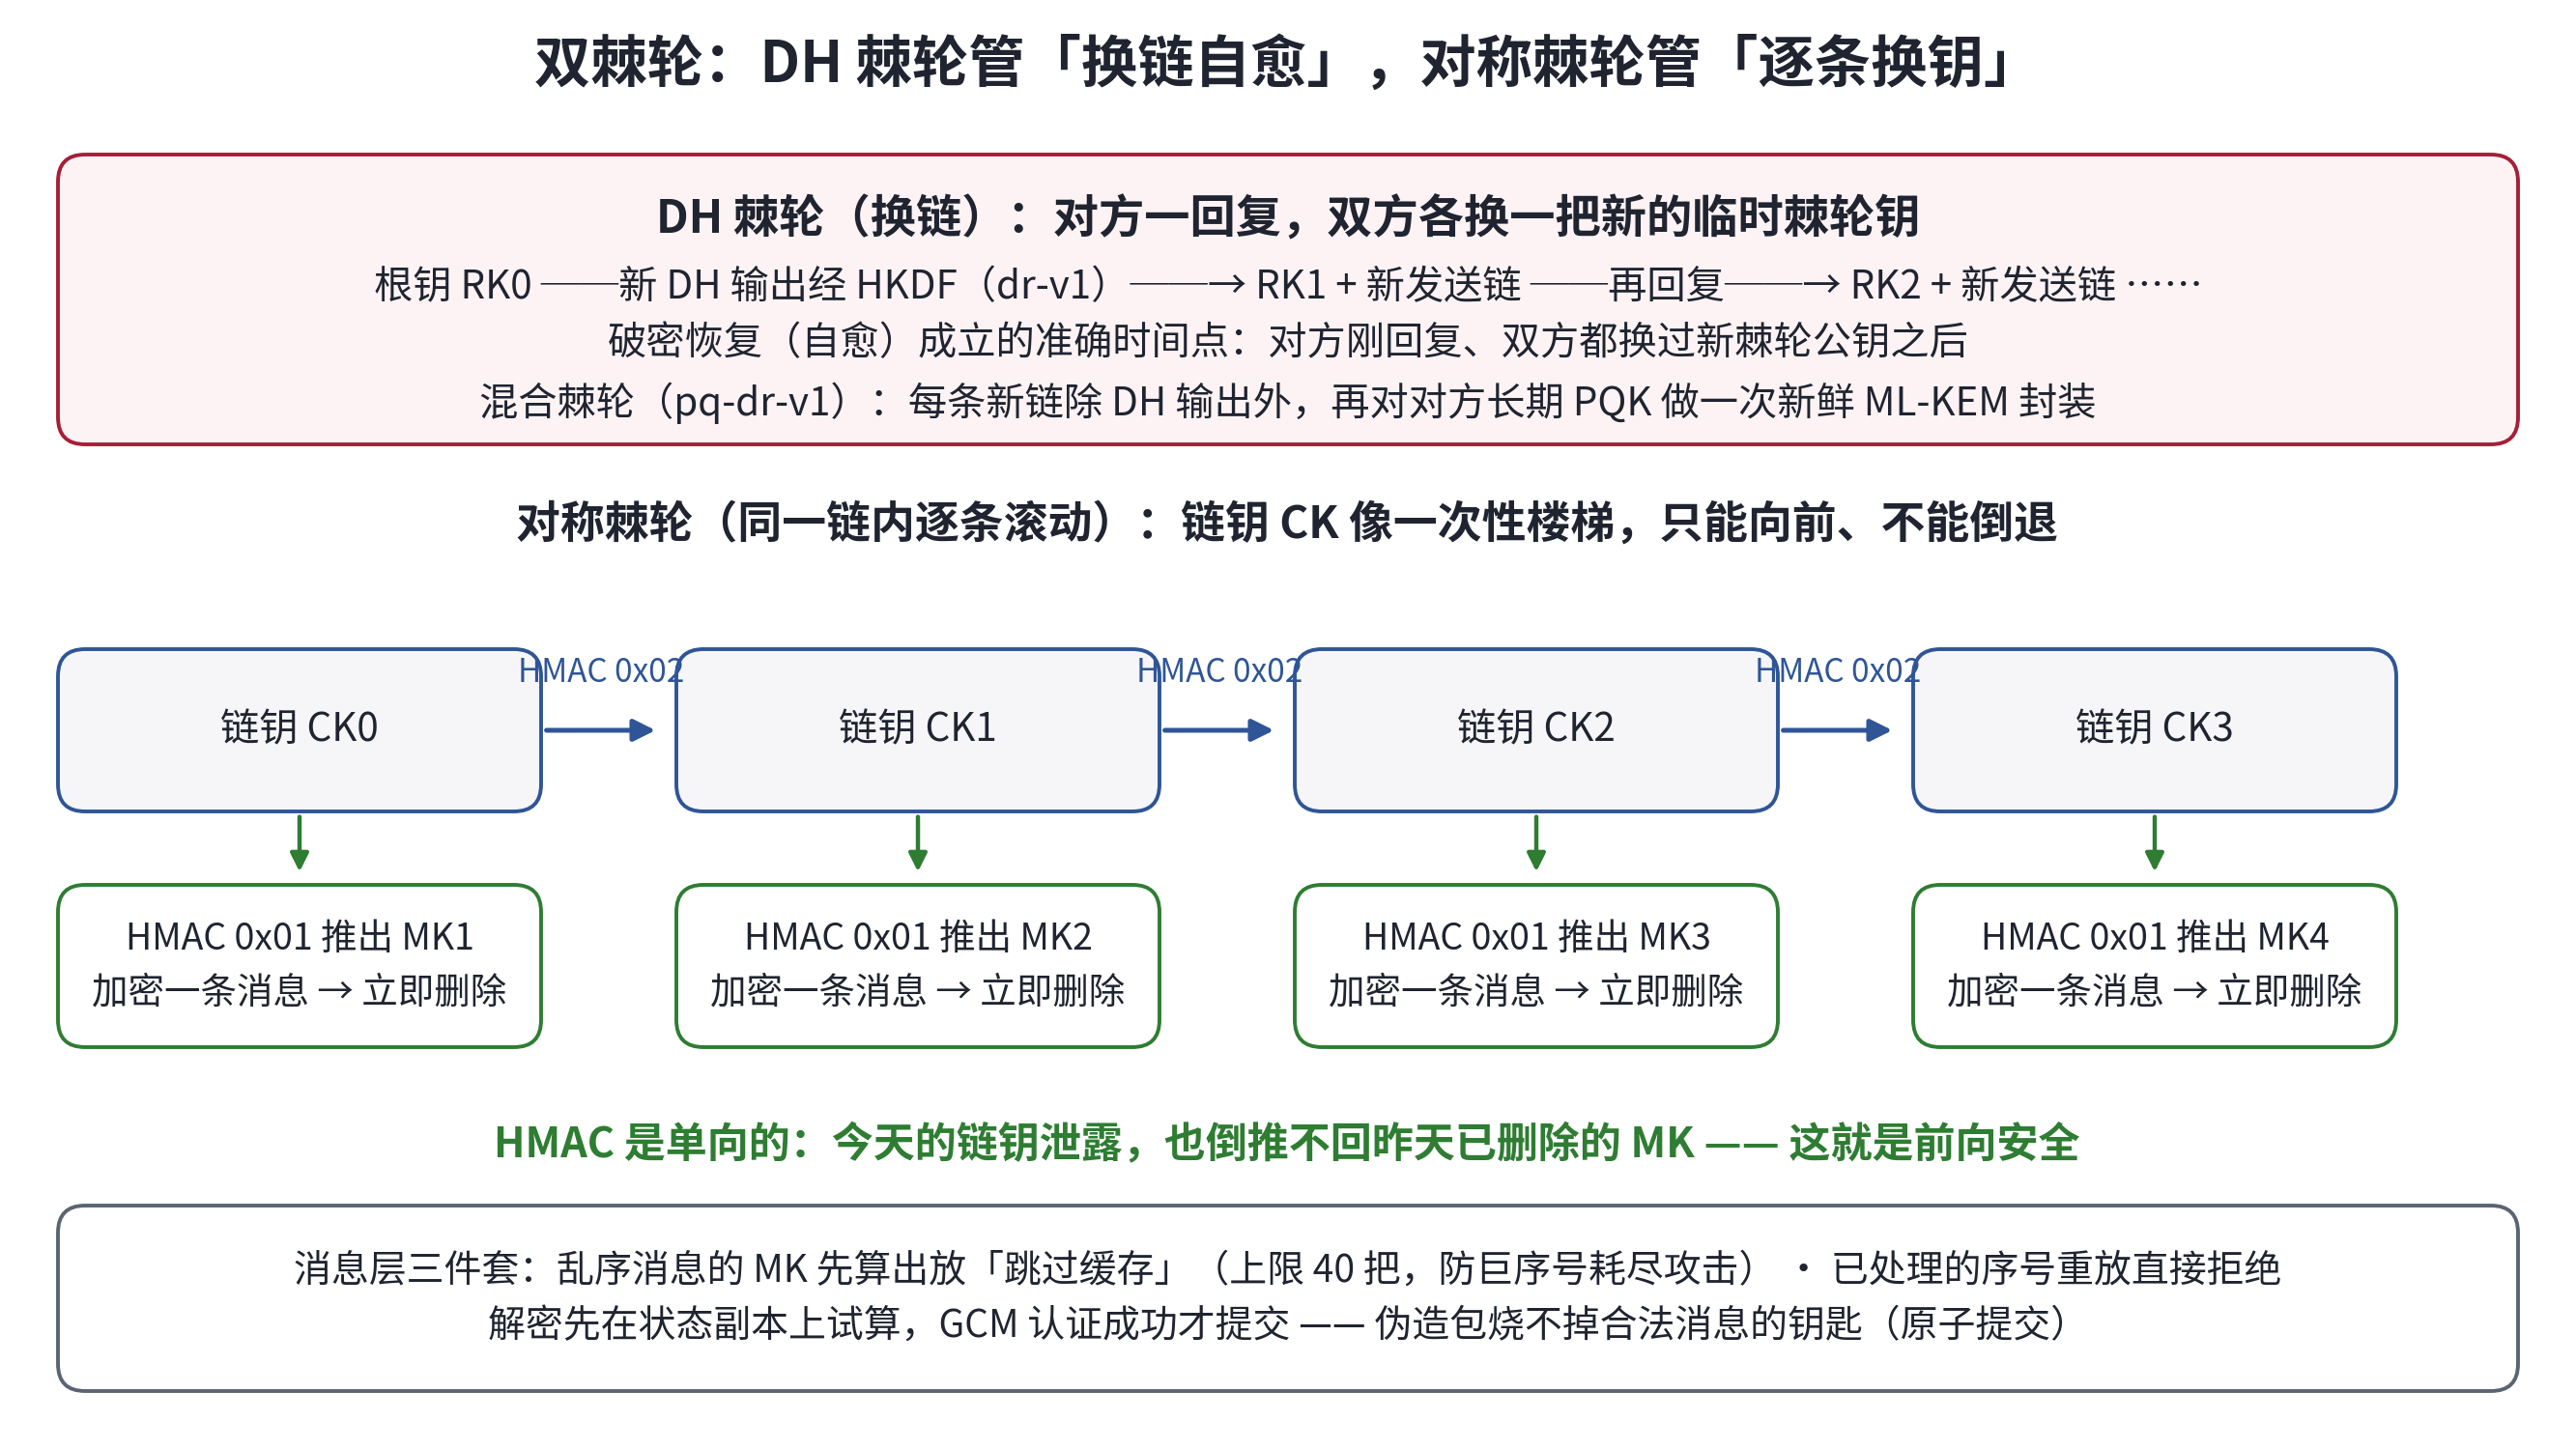 双棘轮：DH 棘轮管「换链自愈」，对称棘轮管「逐条换钥」
DH 棘轮（换链）：对方一回复，双方各换一把新的临时棘轮钥
根钥 RK0 ——新 DH 输出经 HKDF（dr-v1）——→ RK1 + 新发送链 ——再回复——→ RK2 + 新发送链 ……
破密恢复（自愈）成立的准确时间点：对方刚回复、双方都换过新棘轮公钥之后
混合棘轮（pq-dr-v1）：每条新链除 DH 输出外，再对对方长期 PQK 做一次新鲜 ML-KEM 封装
对称棘轮（同一链内逐条滚动）：链钥 CK 像一次性楼梯，只能向前、不能倒退
HMAC 0x02 HMAC 0x02 HMAC 0x02
链钥 CK0 链钥 CK1 链钥 CK2 链钥 CK3
HMAC 0x01 推出 MK1 HMAC 0x01 推出 MK2 HMAC 0x01 推出 MK3 HMAC 0x01 推出 MK4
加密一条消息 → 立即删除 加密一条消息 → 立即删除 加密一条消息 → 立即删除 加密一条消息 → 立即删除
HMAC 是单向的：今天的链钥泄露，也倒推不回昨天已删除的 MK —— 这就是前向安全
消息层三件套：乱序消息的 MK 先算出放「跳过缓存」（上限 40 把，防巨序号耗尽攻击） · 已处理的序号重放直接拒绝
解密先在状态副本上试算，GCM 认证成功才提交 —— 伪造包烧不掉合法消息的钥匙（原子提交）